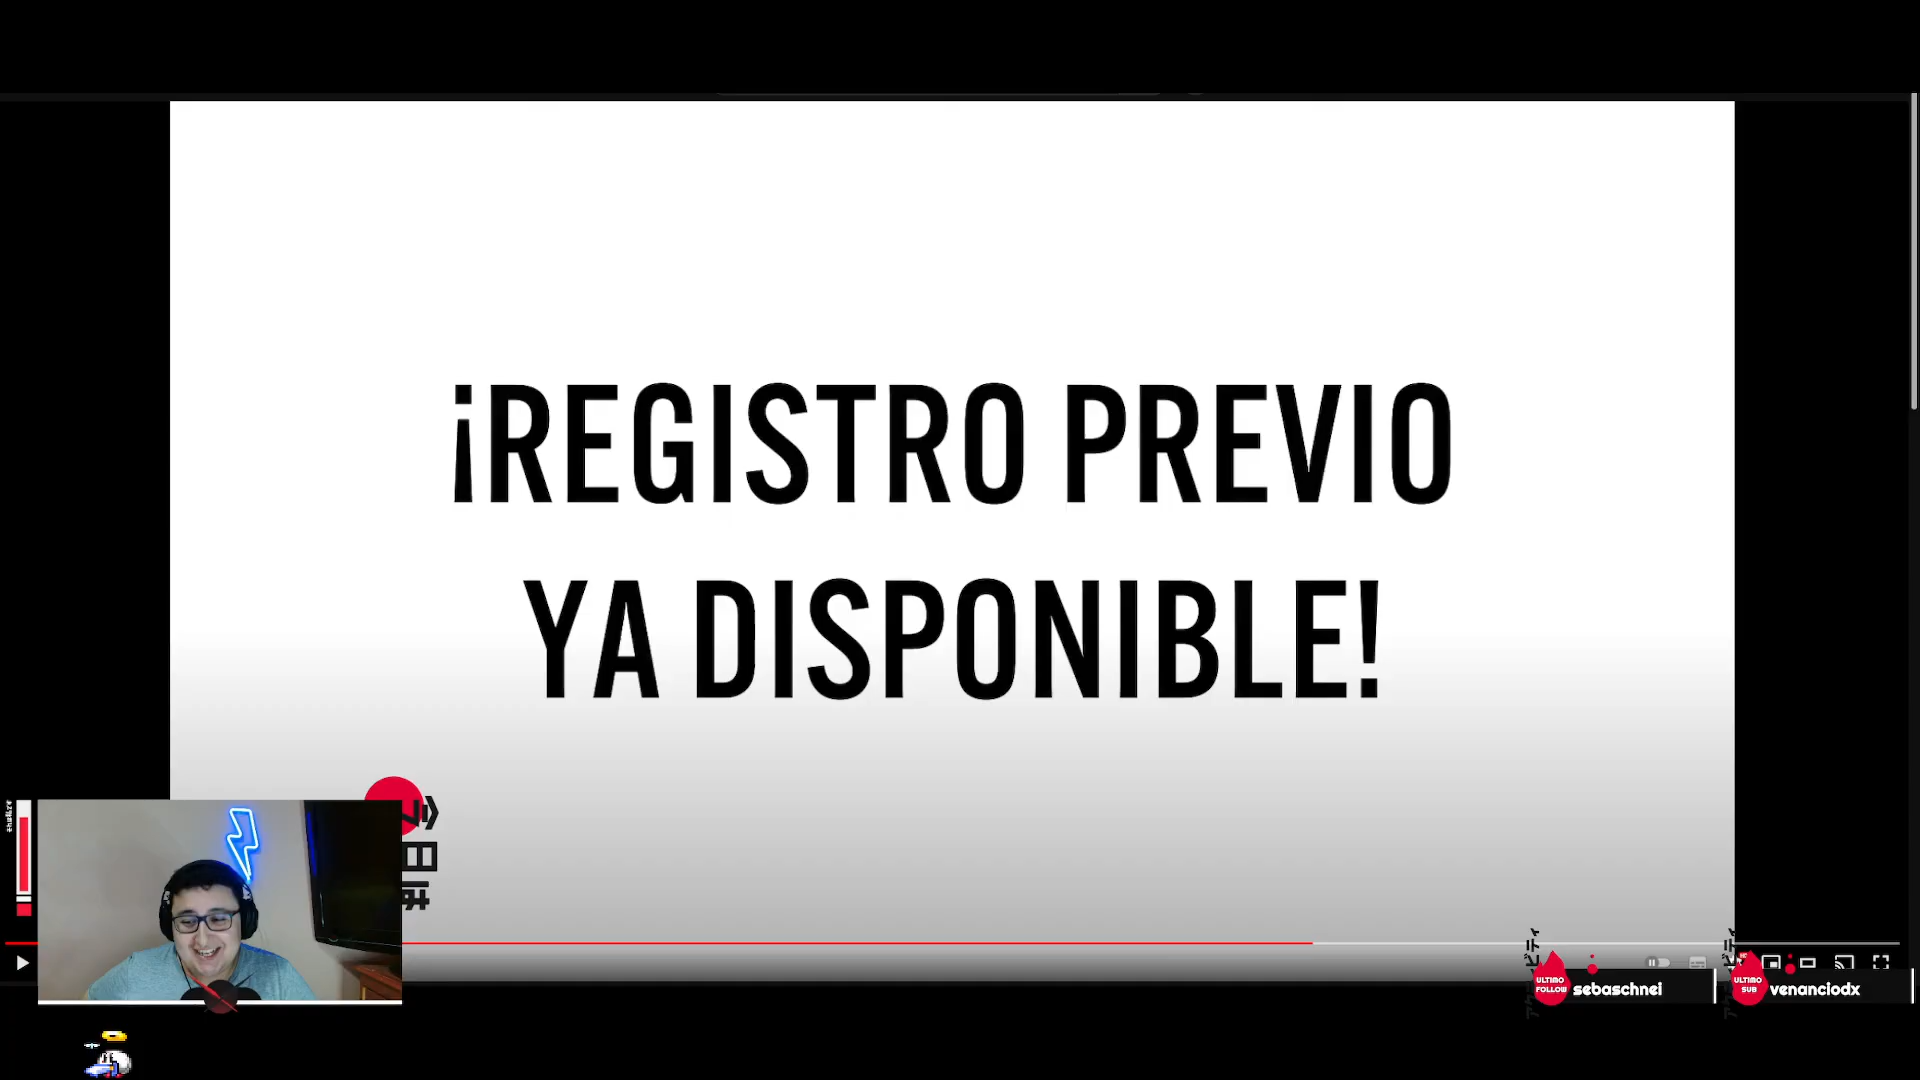 ¡REGISTRO PREVIO
YA DISPONIBLE!
ULTIMO
FOLLOW
sebaschnei
ULTIMO
SUB
venanciodx